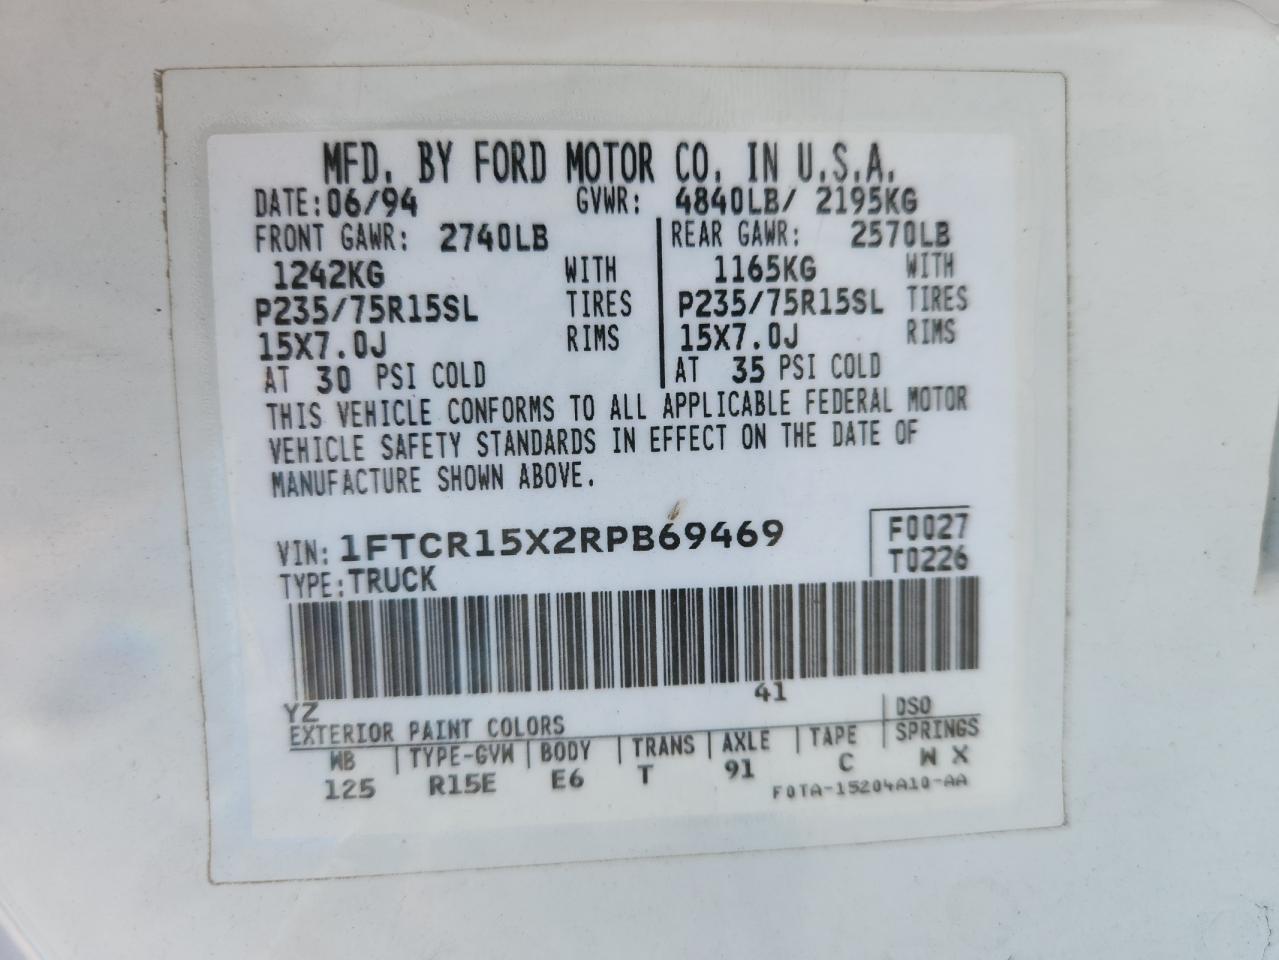 MFD. BY FORD MOTOR CO. IN U.S.A.
DATE: 06/94 GVWR: 4840LB/ 2195KG
FRONT GAWR: 2740LB REAR GAWR: 2570LB
1242KG WITH 1165KG WITH
P235/75R15SL TIRES P235/75R15SL TIRES
15X7.0J RIMS 15X7.0J RIMS
AT 30 PSI COLD AT 35 PSI COLD
THIS VEHICLE CONFORMS TO ALL APPLICABLE FEDERAL MOTOR
VEHICLE SAFETY STANDARDS IN EFFECT ON THE DATE OF
MANUFACTURE SHOWN ABOVE.
VIN: 1FTCR15X2RPB69469 F0027
TYPE: TRUCK T0226
YZ 41
EXTERIOR PAINT COLORS DSO
WB TYPE-GVW BODY TRANS AXLE TAPE SPRINGS
125 R15E E6 T 91 C W X
F0TA-15204A10-AA